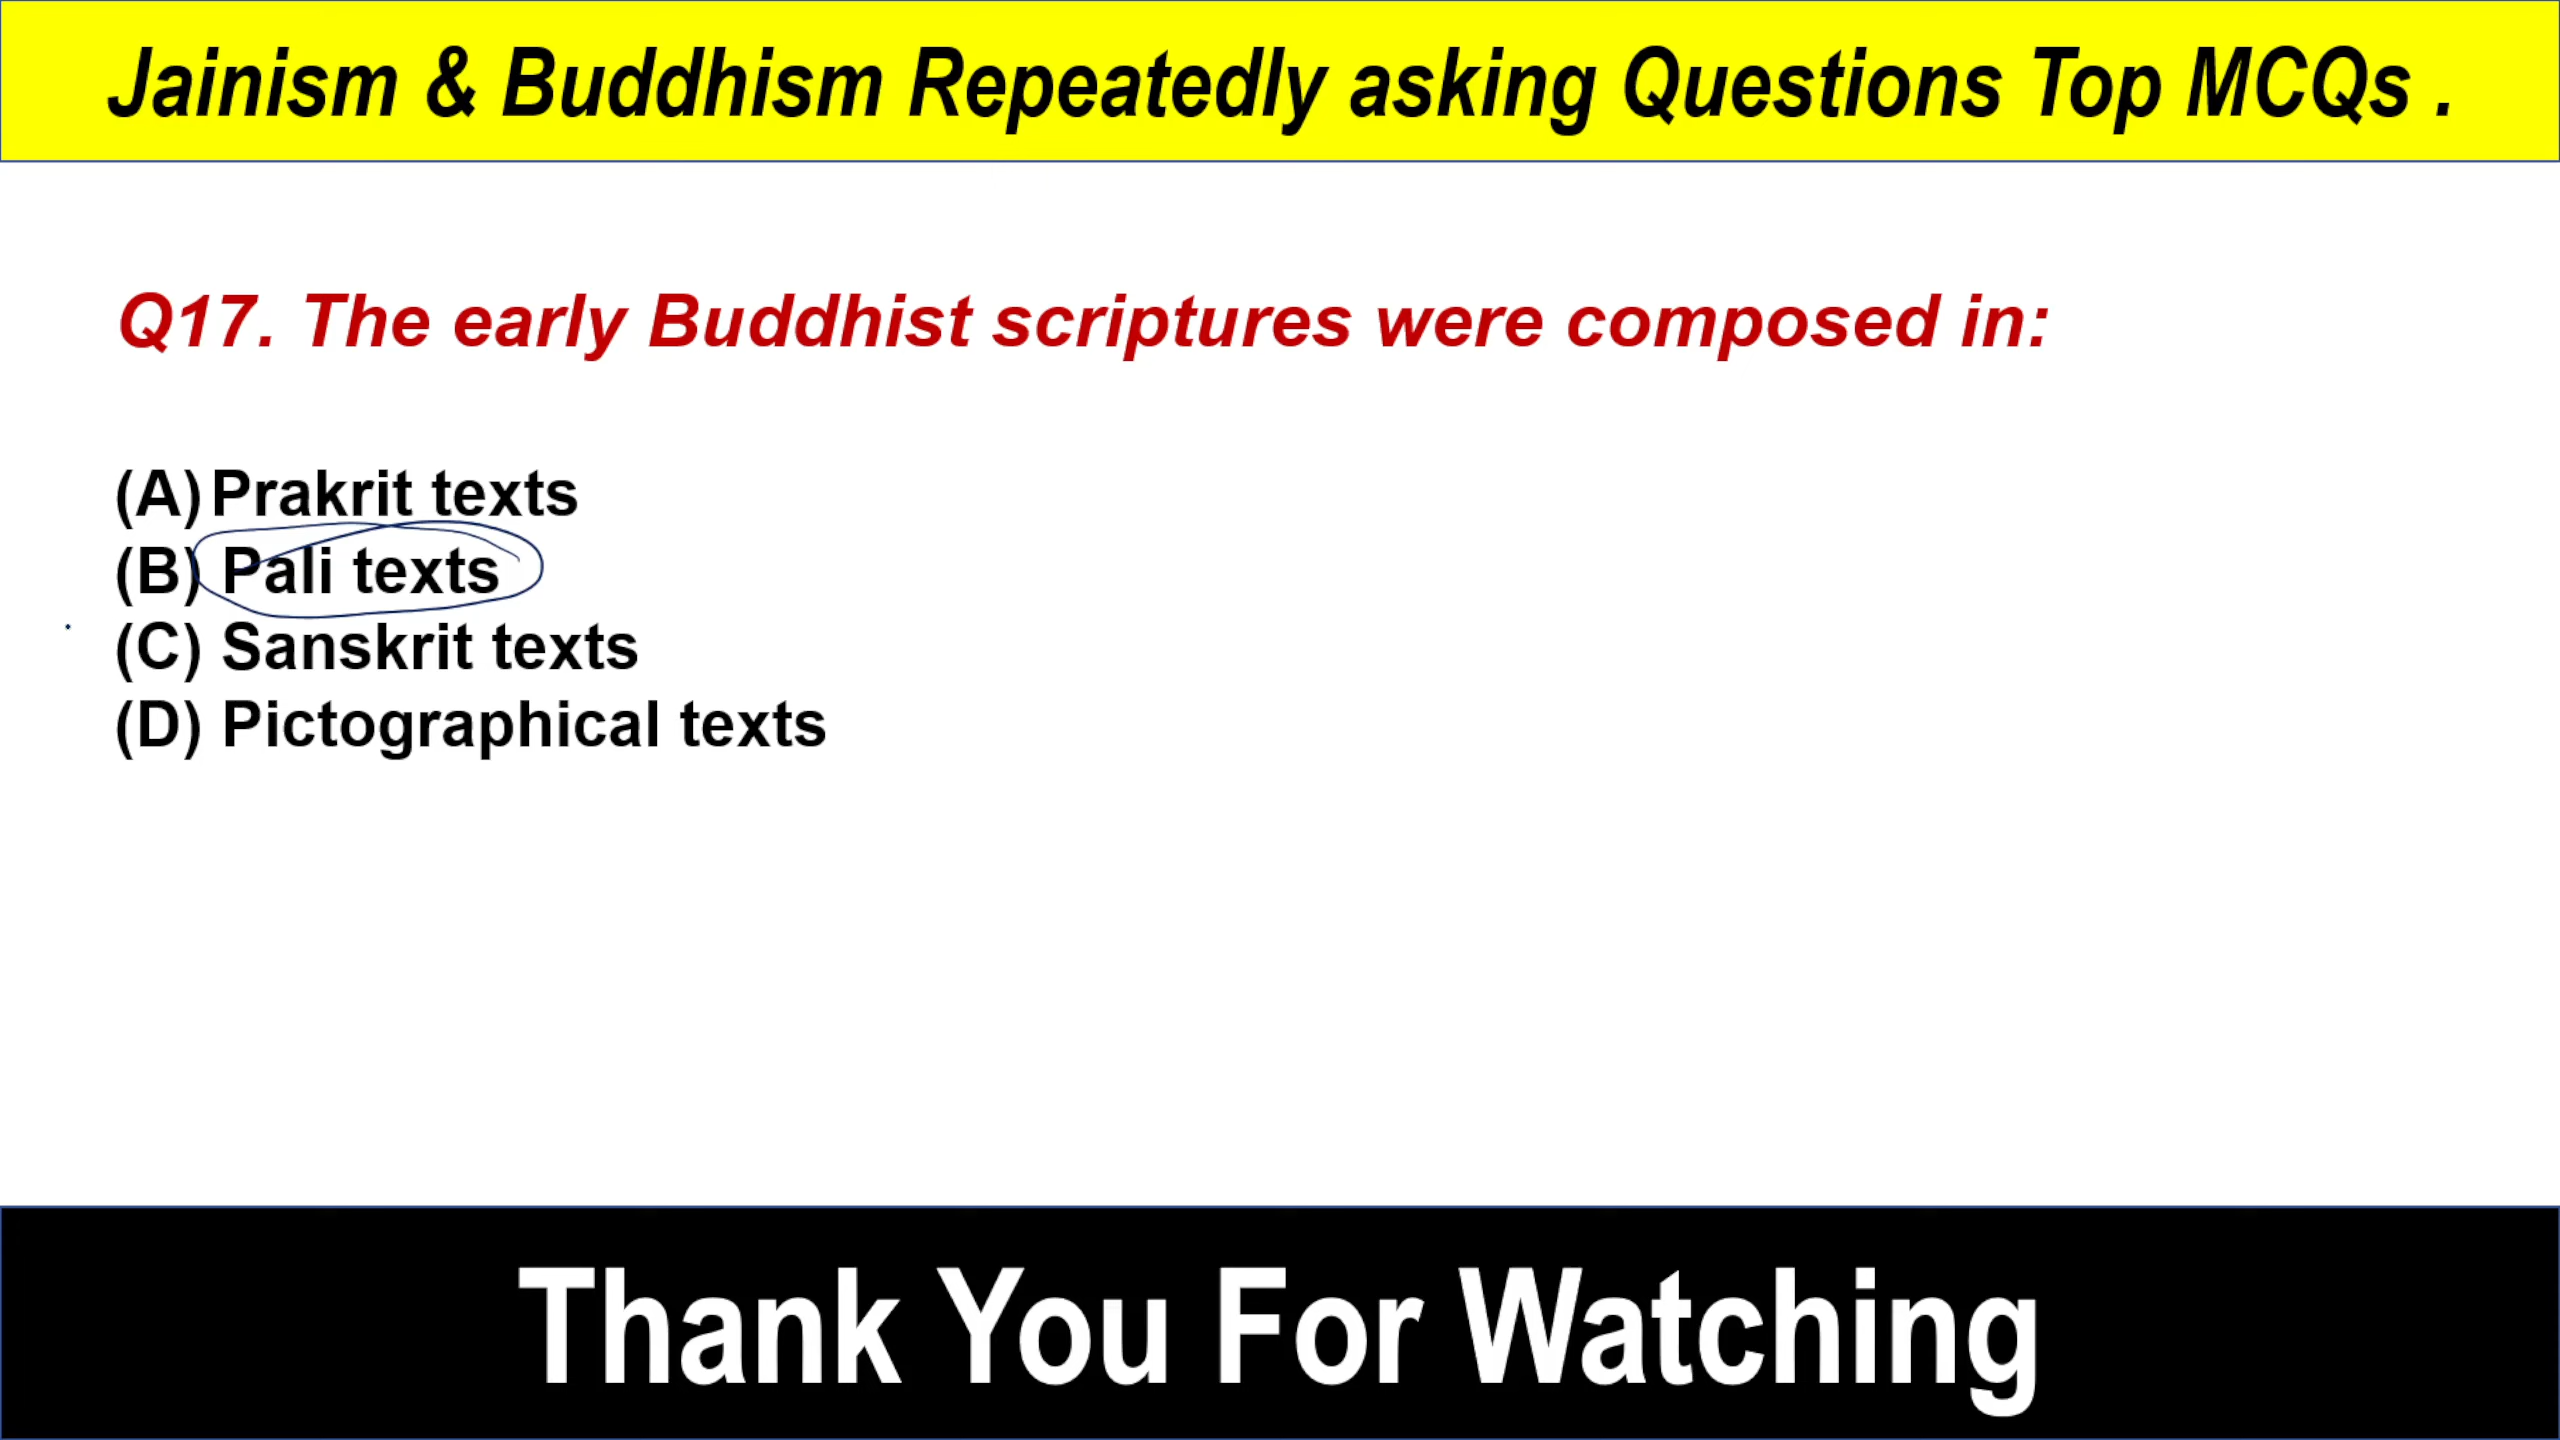 Jainism & Buddhism Repeatedly asking Questions Top MCQs .
Q17. The early Buddhist scriptures were composed in:
(A) Prakrit texts
(B) Pali texts
(C) Sanskrit texts
(D) Pictographical texts
Thank You For Watching